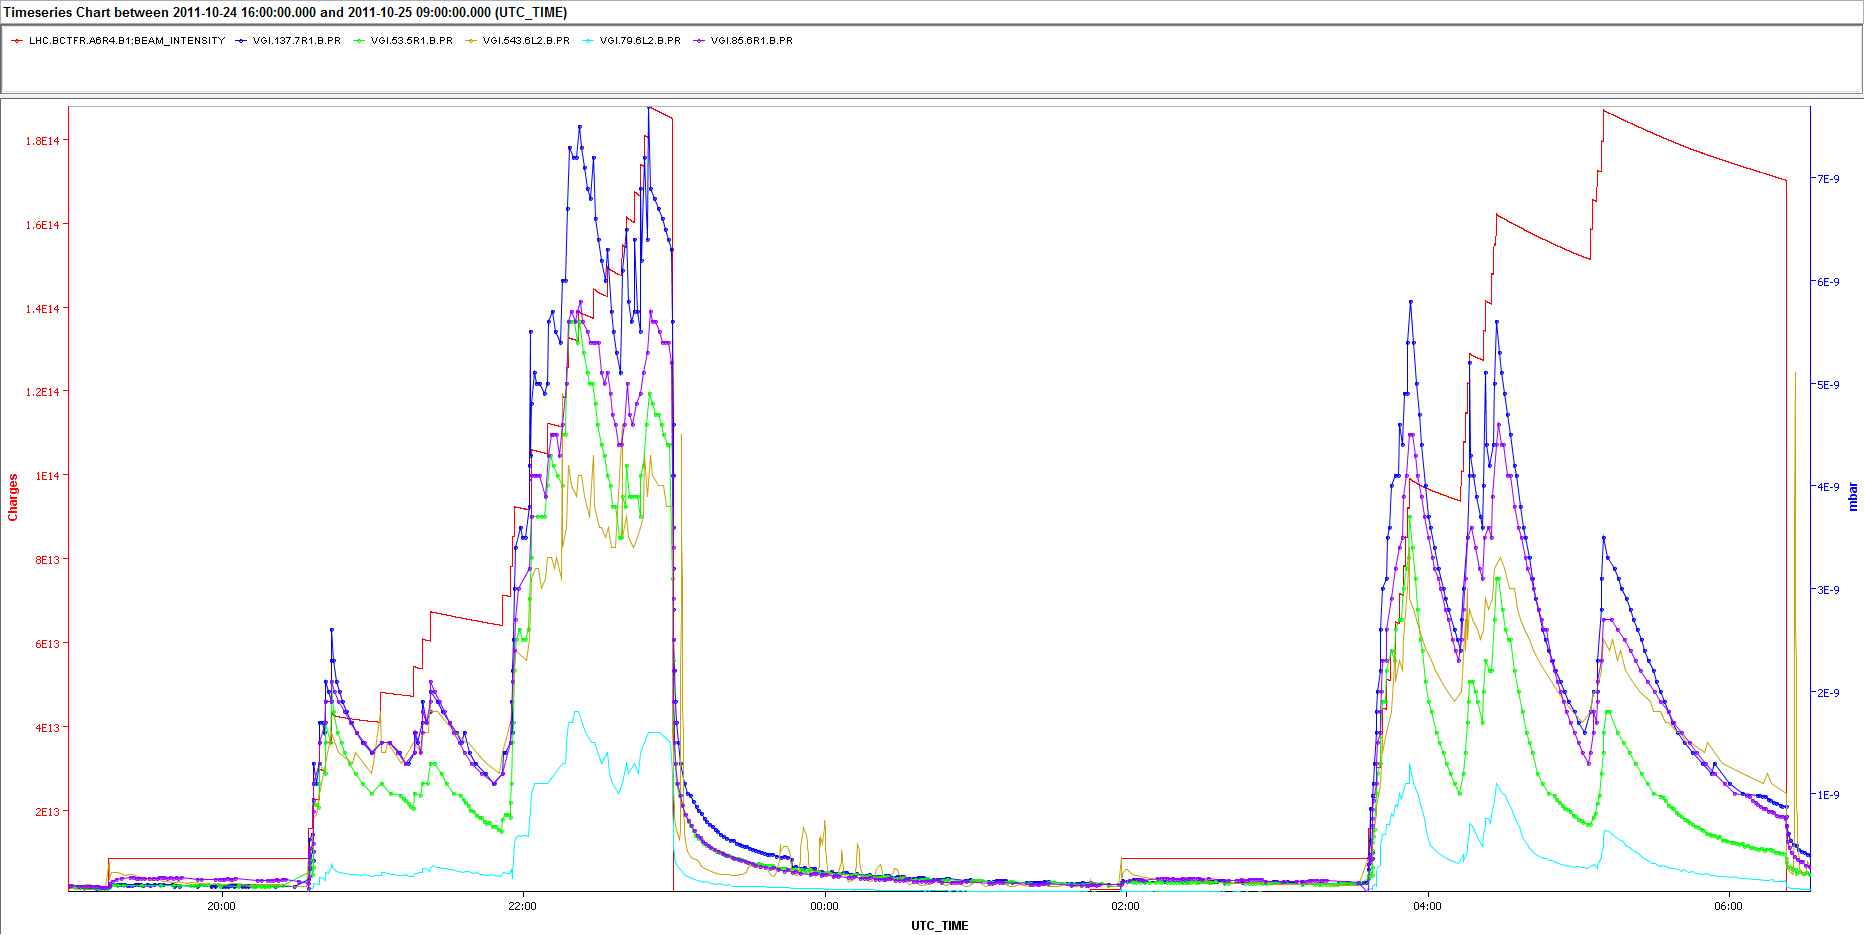 Timeseries Chart between 2011-10-24 16:00:00.000 and 2011-10-25 09:00:00.000 (UTC_TIME)
LHC.BCTFR.A6R4.B1:BEAM_INTENSITY VGI.137.7R1.B.PR VGI.53.5R1.B.PR VGI.543.6L2.B.PR VGI.79.6L2.B.PR VGI.85.6R1.B.PR
1.8E14
1.6E14
1.4E14
1.2E14
1E14
8E13
6E13
4E13
2E13
Charges
7E-9
6E-9
5E-9
4E-9
3E-9
2E-9
1E-9
mbar
20:00 22:00 00:00 02:00 04:00 06:00
UTC_TIME